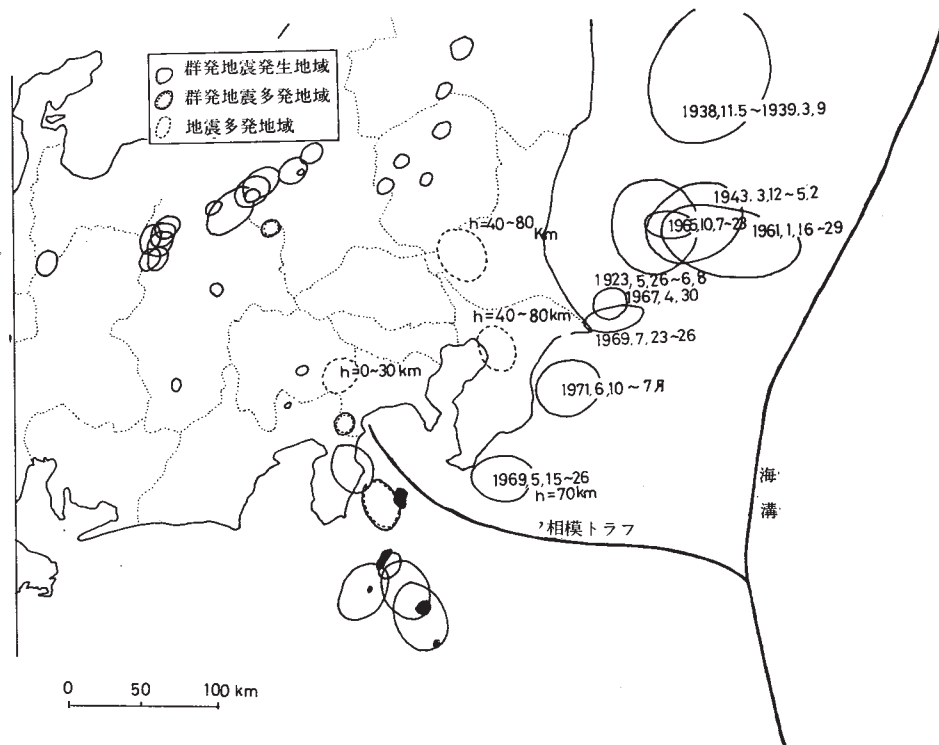 群発地震発生地域
群発地震多発地域
地震多発地域
1938,11.5~1939.3,9
1943.3,12~5,2
1965,10,7~23
1961,1,16~29
h=40~80Km
1923,5,26~6,8
1967,4.30
h=40~80km
1969.7,23~26
h=0~30km
1971.6,10~7月
1969,5,15~26
h=70km
海溝
相模トラフ
0 50 100 km